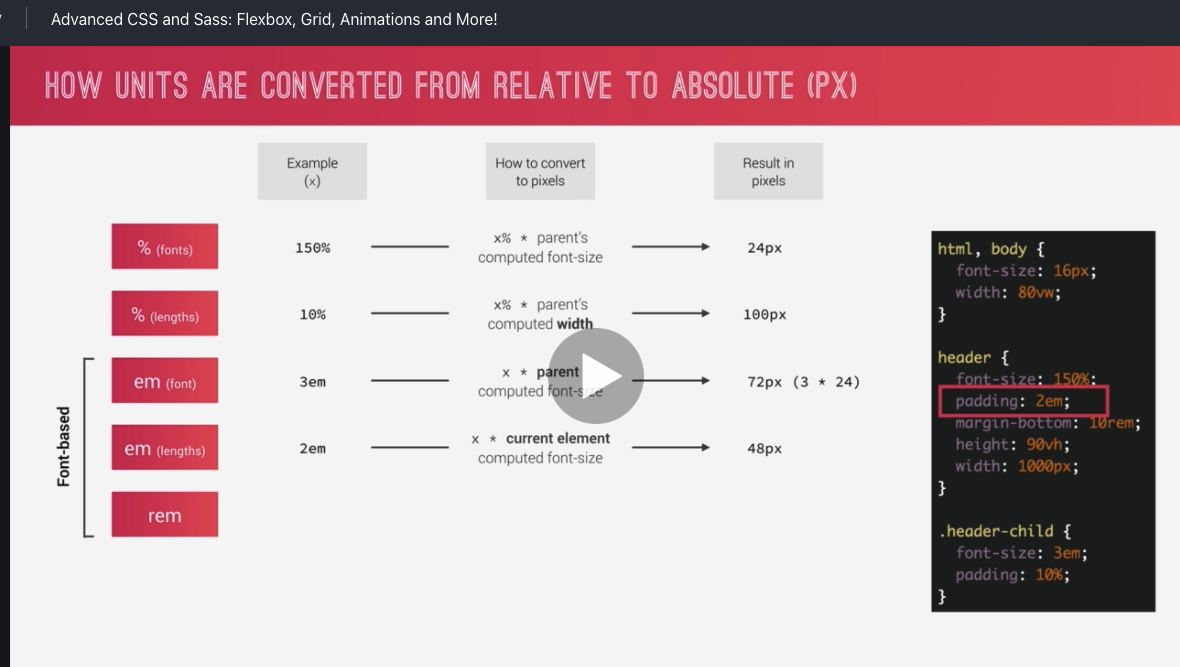 Advanced CSS and Sass: Flexbox, Grid, Animations and More!
HOW UNITS ARE CONVERTED FROM RELATIVE TO ABSOLUTE (PX)
Example
(x)
How to convert
to pixels
Result in
pixels
% (fonts)
150%
x% * parent's
computed font-size
24px
% (lengths)
10%
x% * parent's
computed width
100px
Font-based
em (font)
3em
x * parent
computed font-size
72px (3 * 24)
em (lengths)
2em
x * current element
computed font-size
48px
rem
html, body {
font-size: 16px;
width: 80vw;
}
header {
font-size: 150%;
padding: 2em;
margin-bottom: 10rem;
height: 90vh;
width: 1000px;
}
.header-child {
font-size: 3em;
padding: 10%;
}